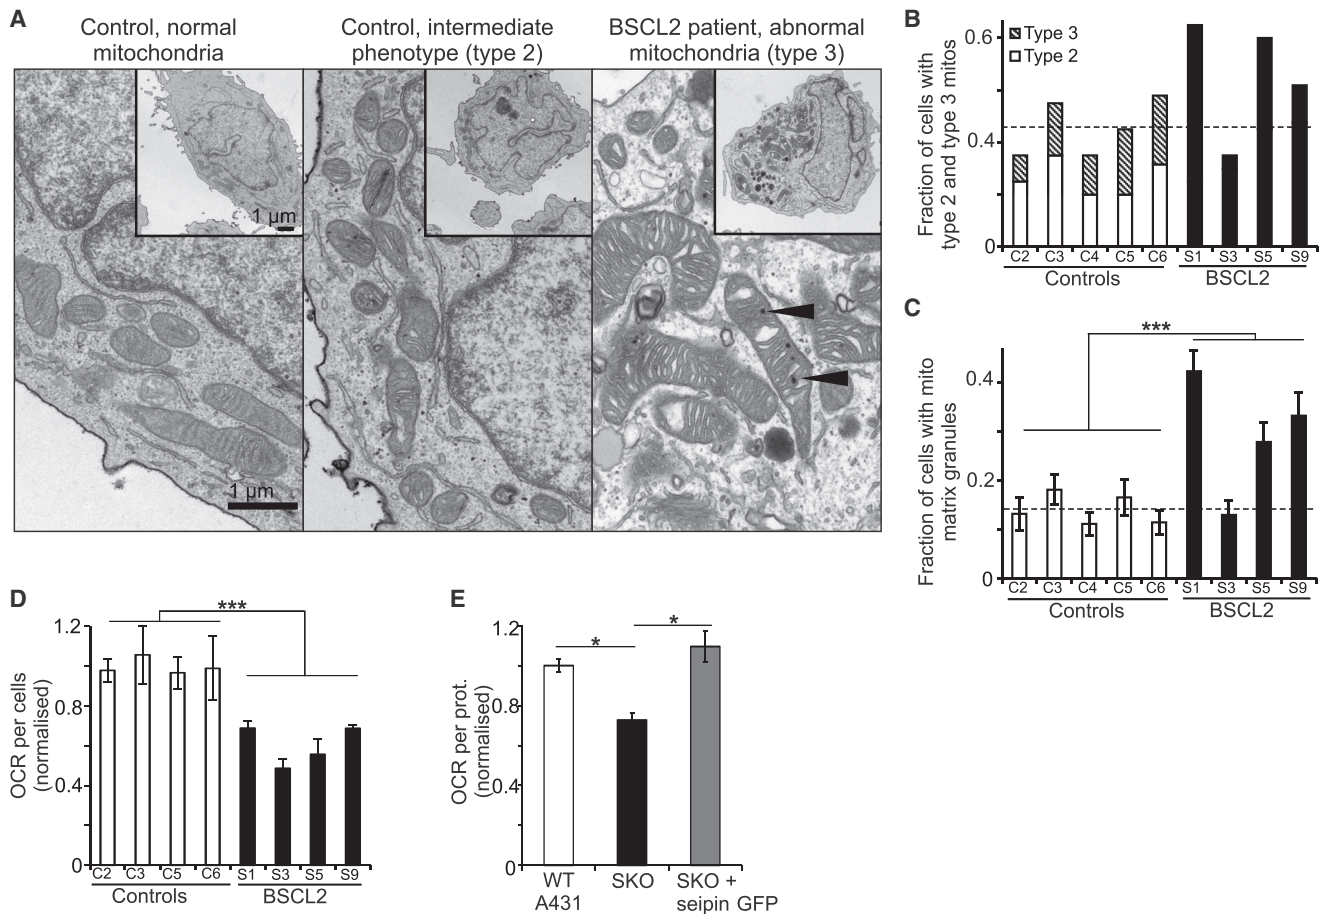 A
Control, normal
mitochondria
Control, intermediate
phenotype (type 2)
BSCL2 patient, abnormal
mitochondria (type 3)
1 µm
1 µm
B
Fraction of cells with
type 2 and type 3 mitos
Type 3
Type 2
0.6
0.4
0
C2 C3 C4 C5 C6 S1 S3 S5 S9
Controls BSCL2
C
Fraction of cells with mito
matrix granules
***
0.4
0.2
0
C2 C3 C4 C5 C6 S1 S3 S5 S9
Controls BSCL2
D
OCR per cells
(normalised)
***
1.2
0.8
0.4
0
C2 C3 C5 C6 S1 S3 S5 S9
Controls BSCL2
E
OCR per prot.
(normalised)
* *
1.2
0.8
0.4
0
WT SKO SKO +
A431 seipin GFP